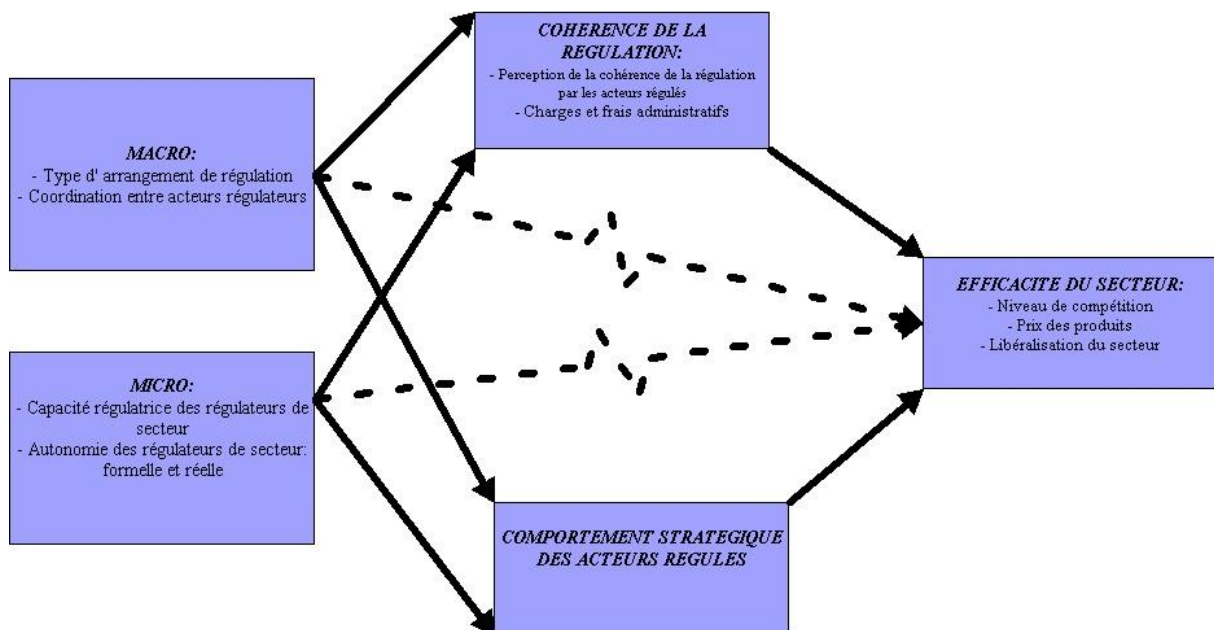 COHERENCE DE LA
REGULATION:
- Perception de la cohérence de la régulation
par les acteurs régulés
- Charges et frais administratifs
MACRO:
- Type d' arrangement de régulation
- Coordination entre acteurs régulateurs
EFFICACITE DU SECTEUR:
- Niveau de compétition
- Prix des produits
- Libéralisation du secteur
MICRO:
- Capacité régulatrice des régulateurs de
secteur
- Autonomie des régulateurs de secteur:
formelle et réelle
COMPORTEMENT STRATEGIQUE
DES ACTEURS REGULES